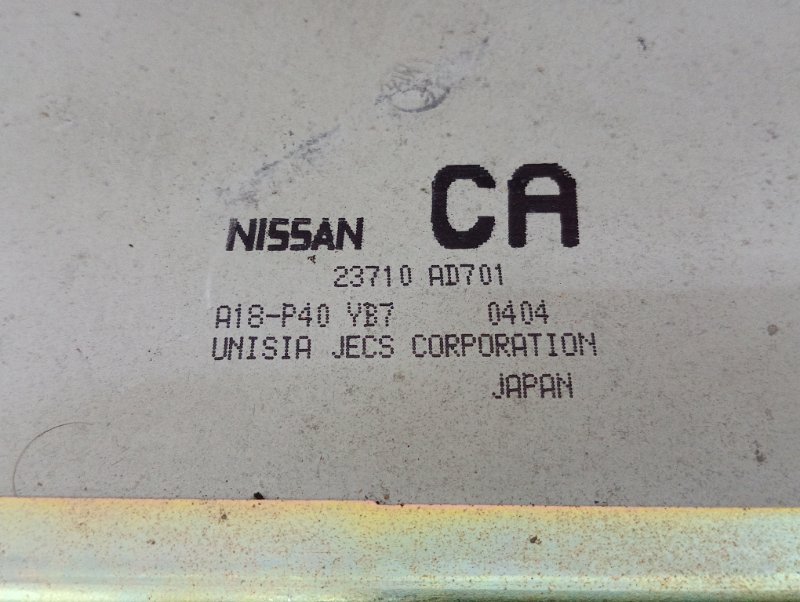 NISSAN CA
23710 AD701
A18-P40 YB7 0404
UNISIA JECS CORPORATION
JAPAN